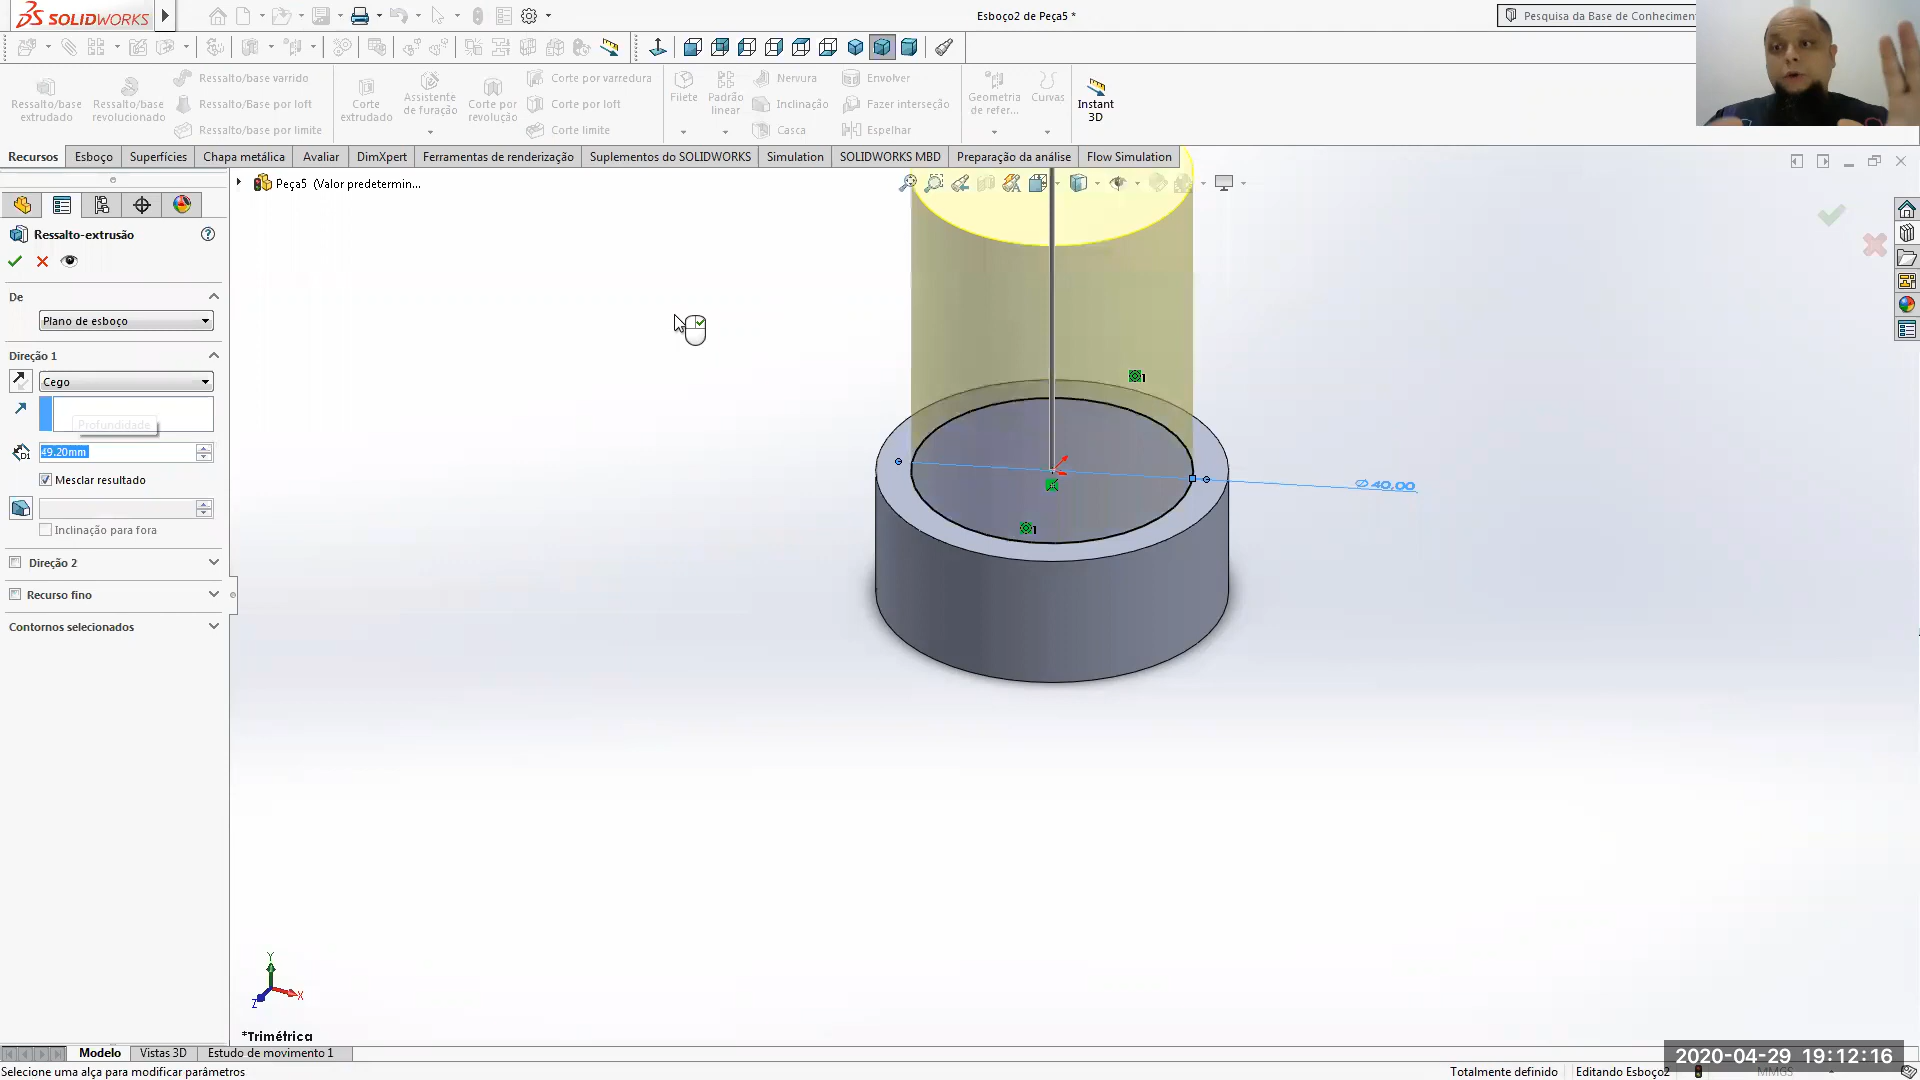 SOLIDWORKS
Esboço2 de Peça5 *
Pesquisa da Base de Conhecimen
Ressalto/base extrudado
Ressalto/base revolucionado
Ressalto/base varrido
Ressalto/Base por loft
Ressalto/base por limite
Corte extrudado
Assistente de furação
Corte por revolução
Corte por varredura
Corte por loft
Corte limite
Filete
Padrão linear
Nervura
Inclinação
Casca
Envolver
Fazer interseção
Espelhar
Geometria de refer...
Curvas
Instant 3D
Recursos
Esboço
Superfícies
Chapa metálica
Avaliar
DimXpert
Ferramentas de renderização
Suplementos do SOLIDWORKS
Simulation
SOLIDWORKS MBD
Preparação da análise
Flow Simulation
Peça5 (Valor predetermin...
Ressalto-extrusão
De
Plano de esboço
Direção 1
Cego
Profundidade
D1
49.20mm
Mesclar resultado
Inclinação para fora
Direção 2
Recurso fino
Contornos selecionados
1
1
Ø 40,00
Y
X
Z
*Trimétrica
Modelo
Vistas 3D
Estudo de movimento 1
2020-04-29 19:12:16
Selecione uma alça para modificar parâmetros
Totalmente definido
Editando Esboço2
MMGS